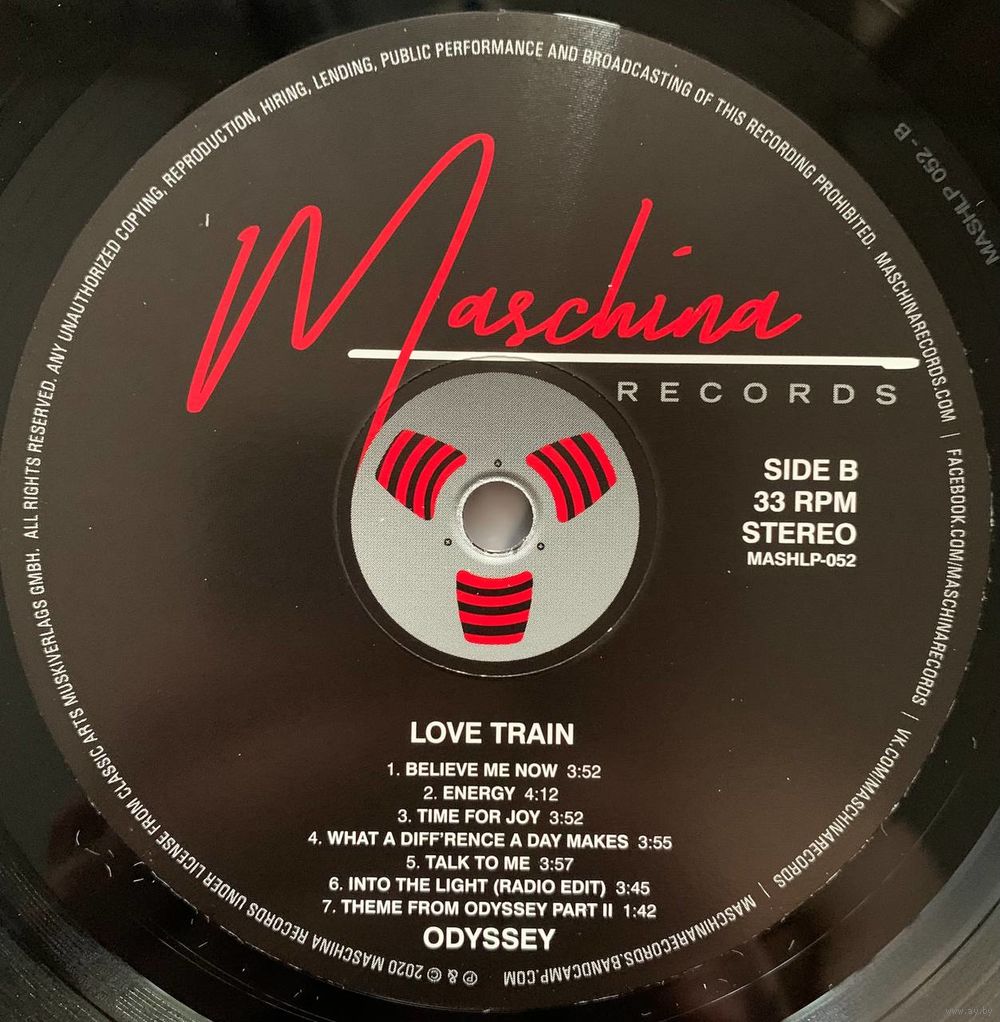 Maschina
RECORDS
SIDE B
33 RPM
STEREO
MASHLP-052
LOVE TRAIN
1. BELIEVE ME NOW 3:52
2. ENERGY 4:12
3. TIME FOR JOY 3:52
4. WHAT A DIFF'RENCE A DAY MAKES 3:55
5. TALK TO ME 3:57
6. INTO THE LIGHT (RADIO EDIT) 3:45
7. THEME FROM ODYSSEY PART II 1:42
ODYSSEY
℗ & © 2020 MASCHINA RECORDS UNDER LICENSE FROM CLASSIC ARTS MUSKIVERLAGS GMBH. ALL RIGHTS RESERVED. ANY UNAUTHORIZED COPYING, REPRODUCTION, HIRING, LENDING, PUBLIC PERFORMANCE AND BROADCASTING OF THIS RECORDING PROHIBITED. MASCHINARECORDS.COM | FACEBOOK.COM/MASCHINARECORDS | VK.COM/MASCHINARECORDS | MASCHINARECORDS.BANDCAMP.COM
MASHLP 052 - B
www.ay.by